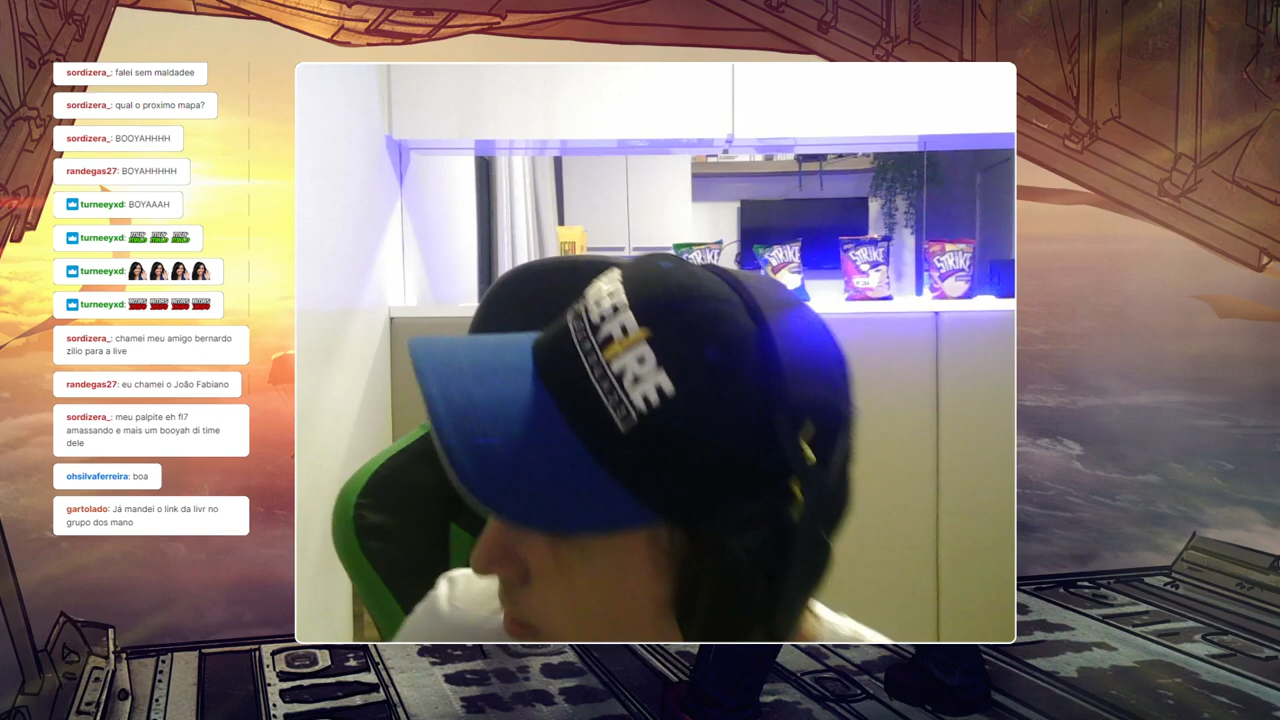 sordizera_: falei sem maldadee
sordizera_: qual o proximo mapa?
sordizera_: BOOYAHHHH
randegas27: BOYAHHHHH
turneeyxd: BOYAAAH
turneeyxd:
turneeyxd:
turneeyxd:
sordizera_: chamei meu amigo bernardo
zilio para a live
randegas27: eu chamei o João Fabiano
sordizera_: meu palpite eh fl7
amassando e mais um booyah di time
dele
ohsilvaferreira: boa
gartolado: Já mandei o link da livr no
grupo dos mano
STRIKE
STRIKE
STRIKE
STRIKE